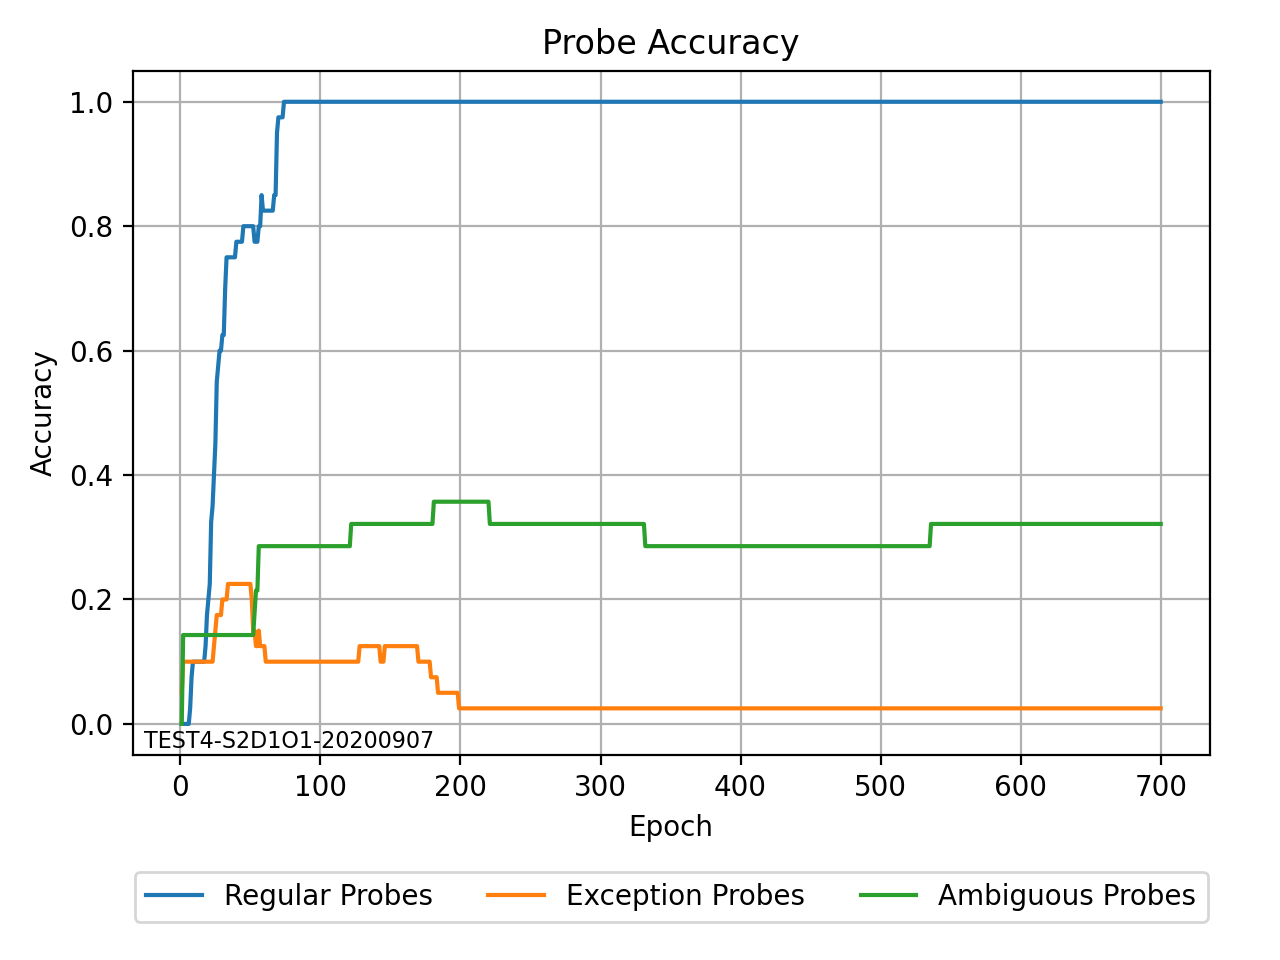 Probe Accuracy
1.0
0.8
0.6
0.4
0.2
0.0
Accuracy
TEST4-S2D1O1-20200907
0 100 200 300 400 500 600 700
Epoch
Regular Probes Exception Probes Ambiguous Probes